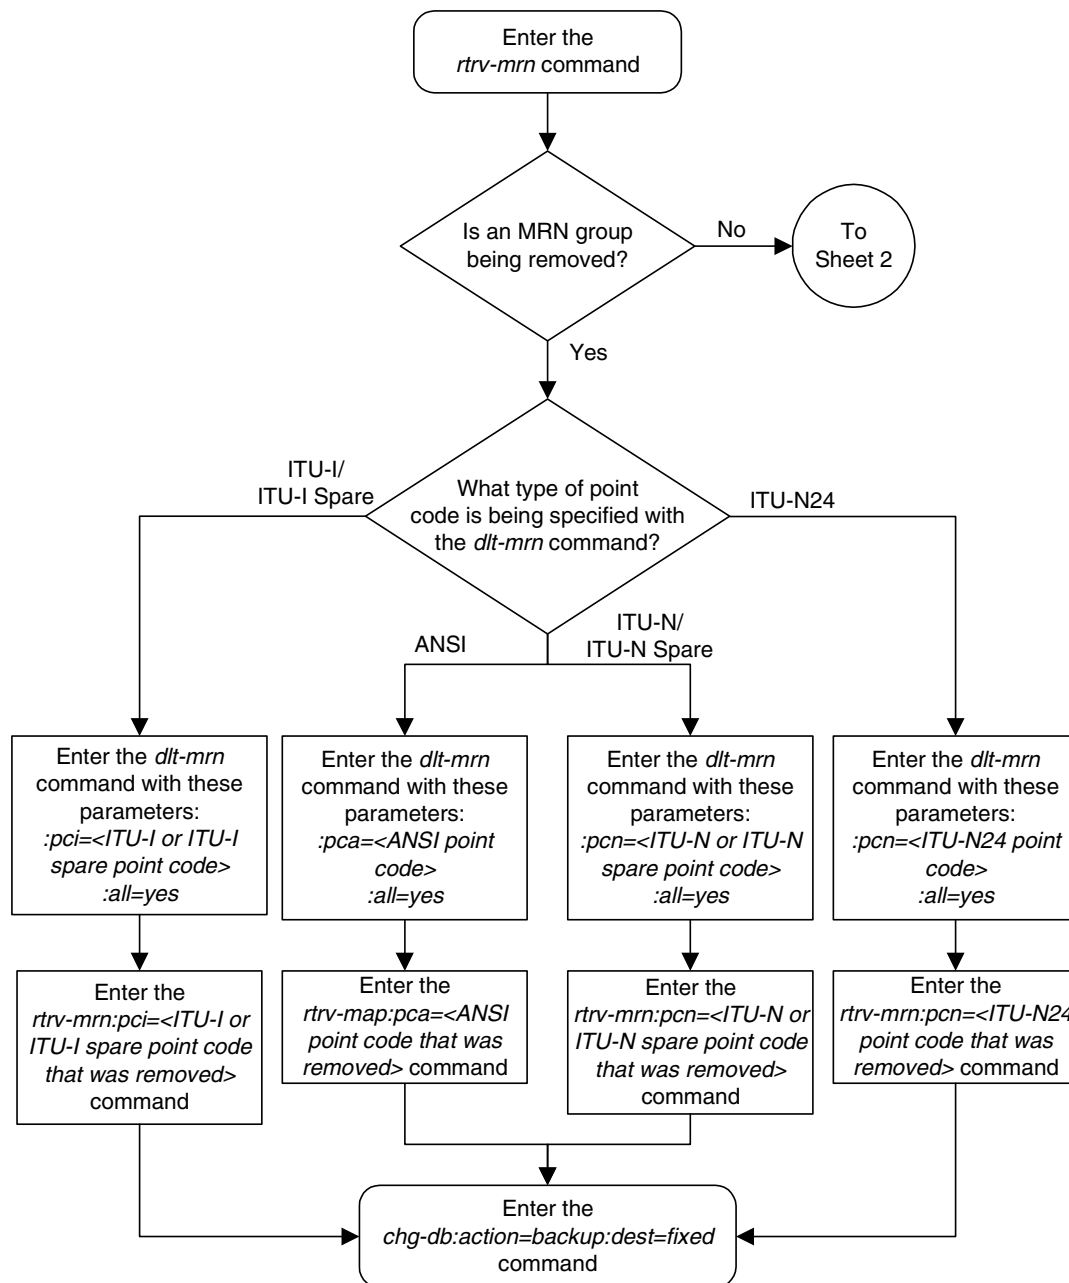 Enter the
rtrv-mrn command
Is an MRN group
being removed?
No
To
Sheet 2
Yes
ITU-I/
ITU-I Spare
What type of point
code is being specified with
the dlt-mrn command?
ITU-N24
ANSI
ITU-N/
ITU-N Spare
Enter the dlt-mrn
command with these
parameters:
:pci=<ITU-I or ITU-I
spare point code>
:all=yes
Enter the dlt-mrn
command with these
parameters:
:pca=<ANSI point
code>
:all=yes
Enter the dlt-mrn
command with these
parameters:
:pcn=<ITU-N or ITU-N
spare point code>
:all=yes
Enter the dlt-mrn
command with these
parameters:
:pcn=<ITU-N24 point
code>
:all=yes
Enter the
rtrv-mrn:pci=<ITU-I or
ITU-I spare point code
that was removed>
command
Enter the
rtrv-map:pca=<ANSI
point code that was
removed> command
Enter the
rtrv-mrn:pcn=<ITU-N or
ITU-N spare point code
that was removed>
command
Enter the
rtrv-mrn:pcn=<ITU-N24
point code that was
removed> command
Enter the
chg-db:action=backup:dest=fixed
command